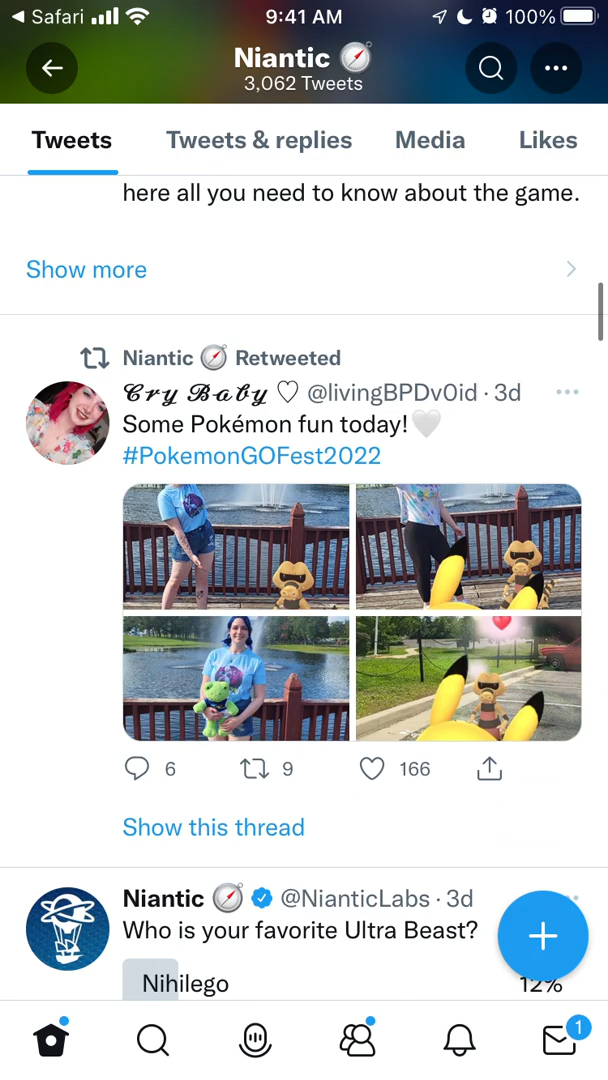 Safari 9:41 AM 100%
Niantic
3,062 Tweets
Tweets Tweets & replies Media Likes
here all you need to know about the game.
Show more
Niantic Retweeted
𝓒𝓻𝔂 𝓑𝓪𝓫𝔂 ♡ @livingBPDv0id · 3d
Some Pokémon fun today!🤍
#PokemonGOFest2022
6 9 166
Show this thread
Niantic @NianticLabs · 3d
Who is your favorite Ultra Beast?
Nihilego 12%
1